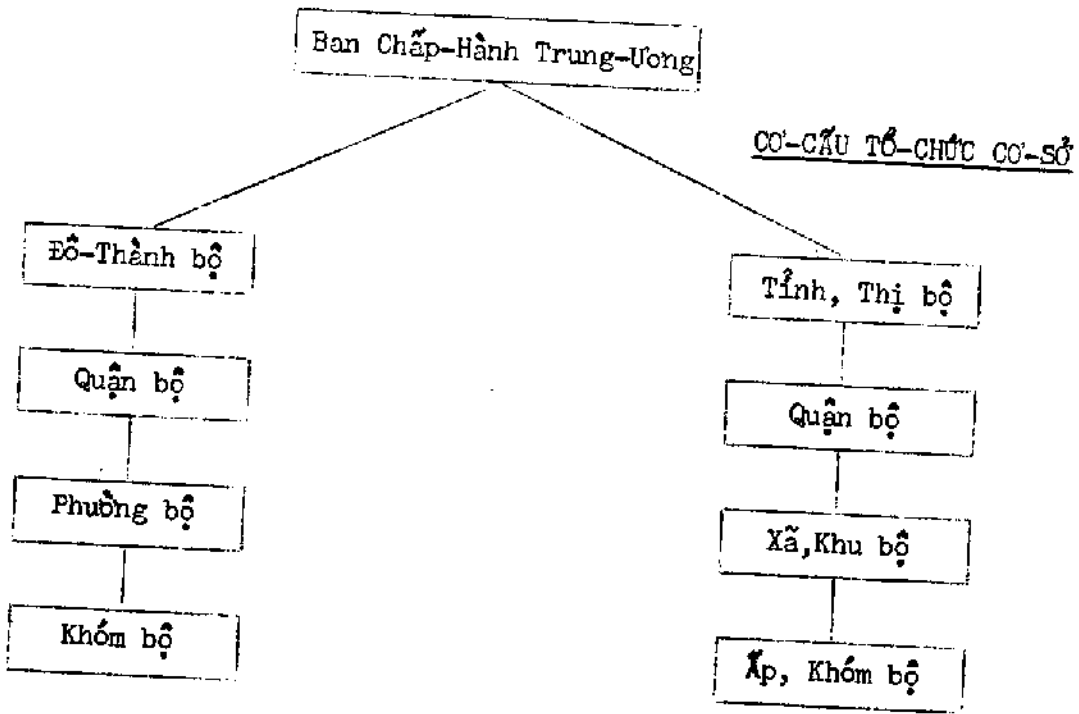 Ban Chấp-Hành Trung-Ương
CƠ-CẤU TỔ-CHỨC CƠ-SỞ
Đô-Thành bộ
Quận bộ
Phường bộ
Khóm bộ
Tỉnh, Thị bộ
Quận bộ
Xã,Khu bộ
Ấp, Khóm bộ